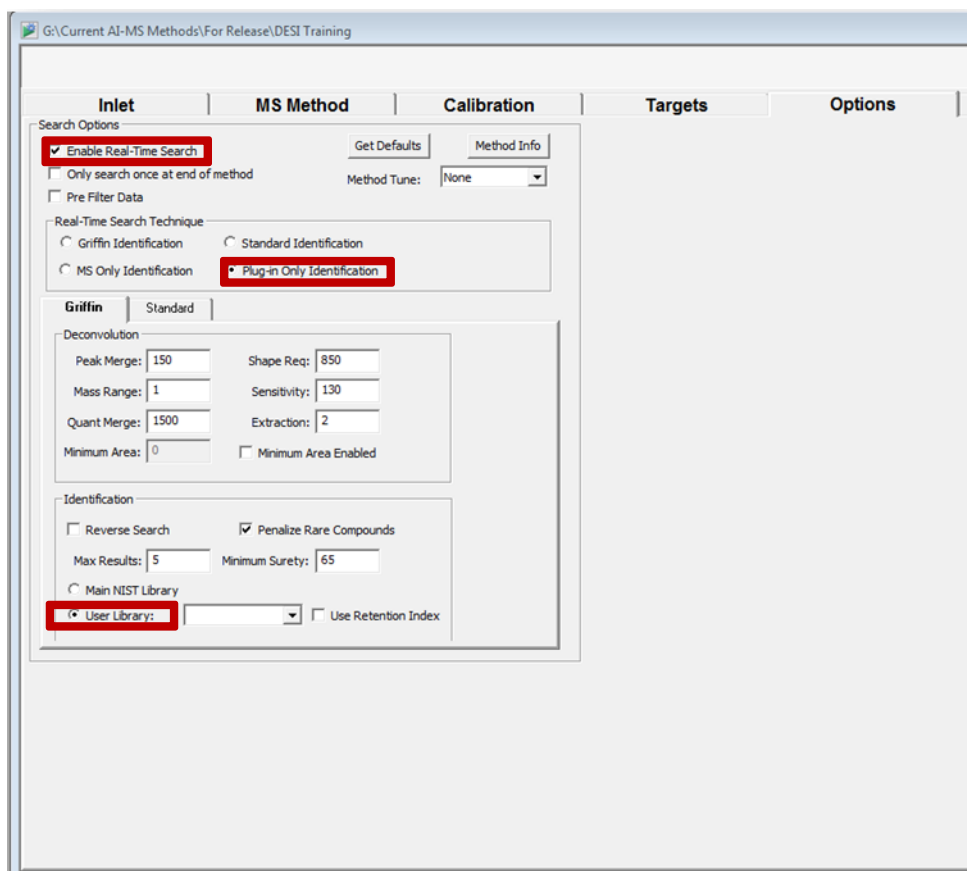 G:\Current AI-MS Methods\For Release\DESI Training
Inlet MS Method Calibration Targets Options
Search Options
Enable Real-Time Search Get Defaults Method Info
Only search once at end of method Method Tune: None
Pre Filter Data
Real-Time Search Technique
Griffin Identification Standard Identification
MS Only Identification Plug-in Only Identification
Griffin Standard
Deconvolution
Peak Merge: 150 Shape Req: 850
Mass Range: 1 Sensitivity: 130
Quant Merge: 1500 Extraction: 2
Minimum Area: 0 Minimum Area Enabled
Identification
Reverse Search Penalize Rare Compounds
Max Results: 5 Minimum Surety: 65
Main NIST Library
User Library: Use Retention Index